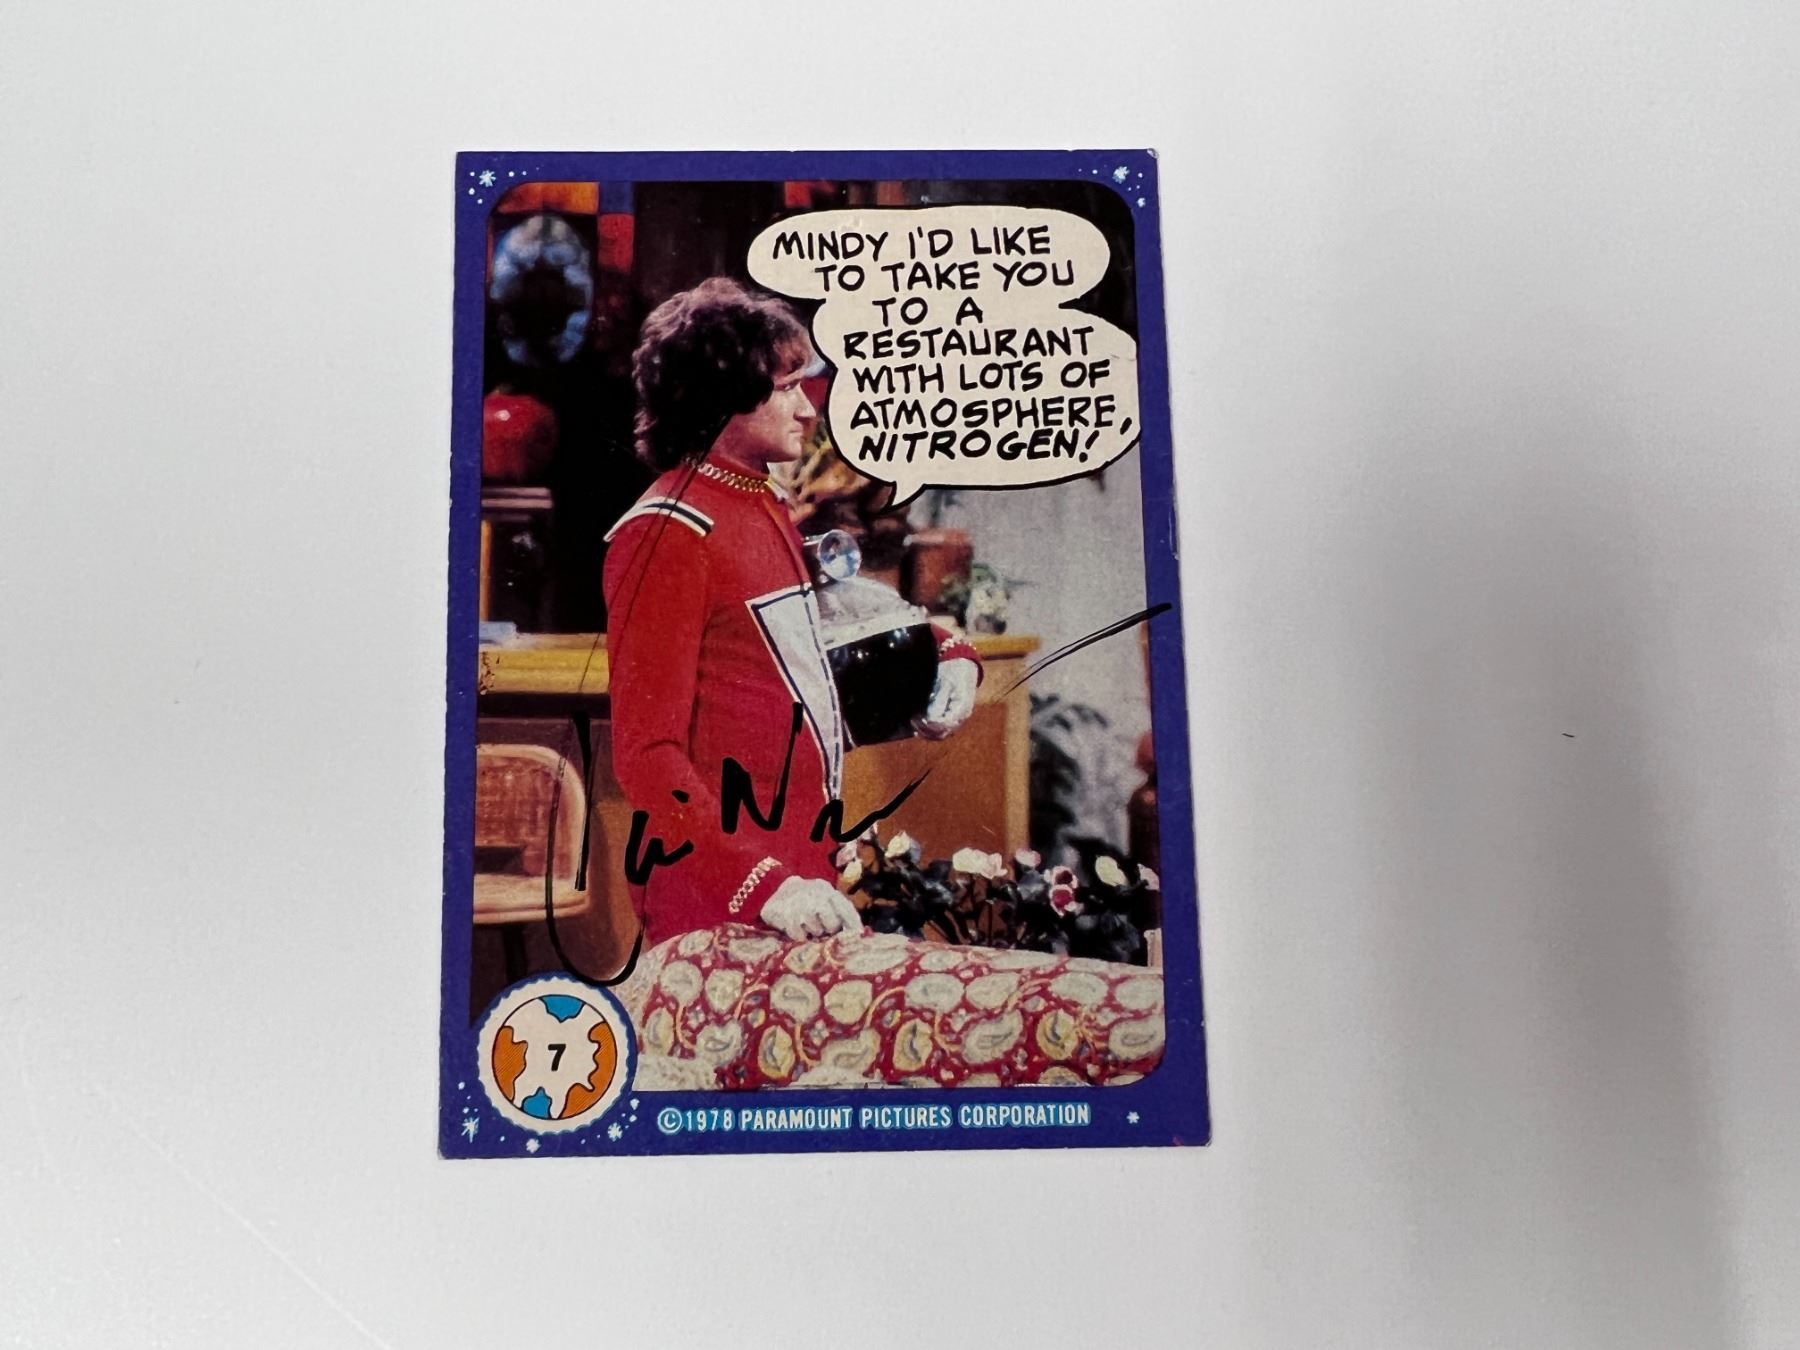 MINDY I'D LIKE
TO TAKE YOU
TO A
RESTAURANT
WITH LOTS OF
ATMOSPHERE,
NITROGEN!
7
©1978 PARAMOUNT PICTURES CORPORATION